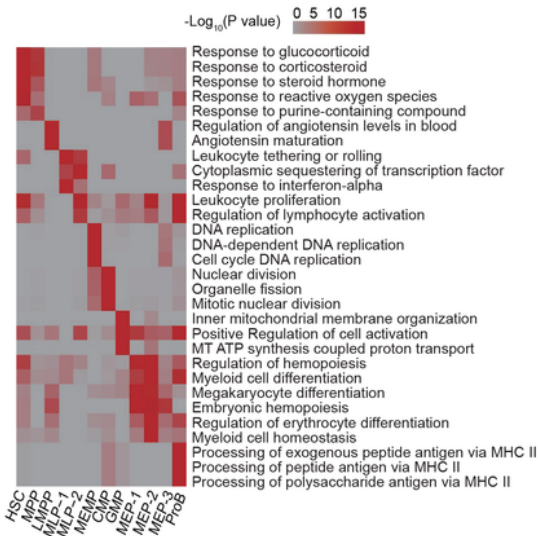 -Log10(P value)
0 5 10 15
Response to glucocorticoid
Response to corticosteroid
Response to steroid hormone
Response to reactive oxygen species
Response to purine-containing compound
Regulation of angiotensin levels in blood
Angiotensin maturation
Leukocyte tethering or rolling
Cytoplasmic sequestering of transcription factor
Response to interferon-alpha
Leukocyte proliferation
Regulation of lymphocyte activation
DNA replication
DNA-dependent DNA replication
Cell cycle DNA replication
Nuclear division
Organelle fission
Mitotic nuclear division
Inner mitochondrial membrane organization
Positive Regulation of cell activation
MT ATP synthesis coupled proton transport
Regulation of hemopoiesis
Myeloid cell differentiation
Megakaryocyte differentiation
Embryonic hemopoiesis
Regulation of erythrocyte differentiation
Myeloid cell homeostasis
Processing of exogenous peptide antigen via MHC II
Processing of peptide antigen via MHC II
Processing of polysaccharide antigen via MHC II
HSC
MPP
LMPP
MLP-1
MLP-2
MEMP
CMP
GMP
MEP-1
MEP-2
MEP-3
ProB